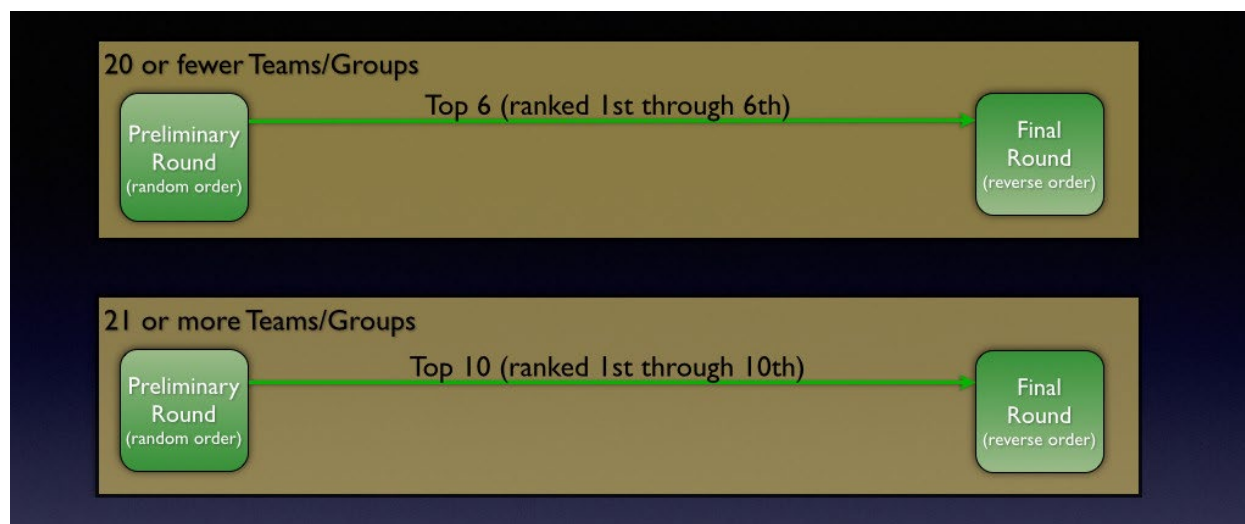 20 or fewer Teams/Groups
Top 6 (ranked 1st through 6th)
Preliminary
Round
(random order)
Final
Round
(reverse order)
21 or more Teams/Groups
Top 10 (ranked 1st through 10th)
Preliminary
Round
(random order)
Final
Round
(reverse order)